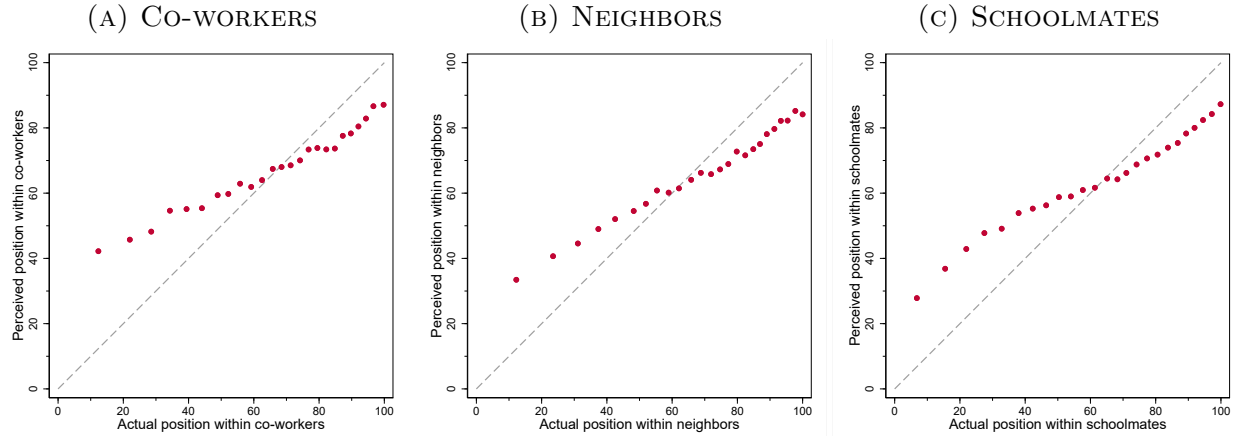 (A) CO-WORKERS
Perceived position within co-workers
100
80
60
40
20
0
0 20 40 60 80 100
Actual position within co-workers
(B) NEIGHBORS
Perceived position within neighbors
100
80
60
40
20
0
0 20 40 60 80 100
Actual position within neighbors
(C) SCHOOLMATES
Perceived position within schoolmates
100
80
60
40
20
0
0 20 40 60 80 100
Actual position within schoolmates